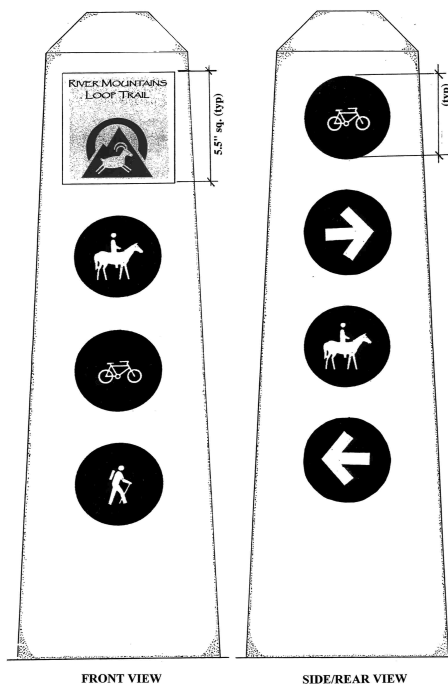 RIVER MOUNTAINS
LOOP TRAIL
5.5" sq. (typ)
(typ)
FRONT VIEW
SIDE/REAR VIEW